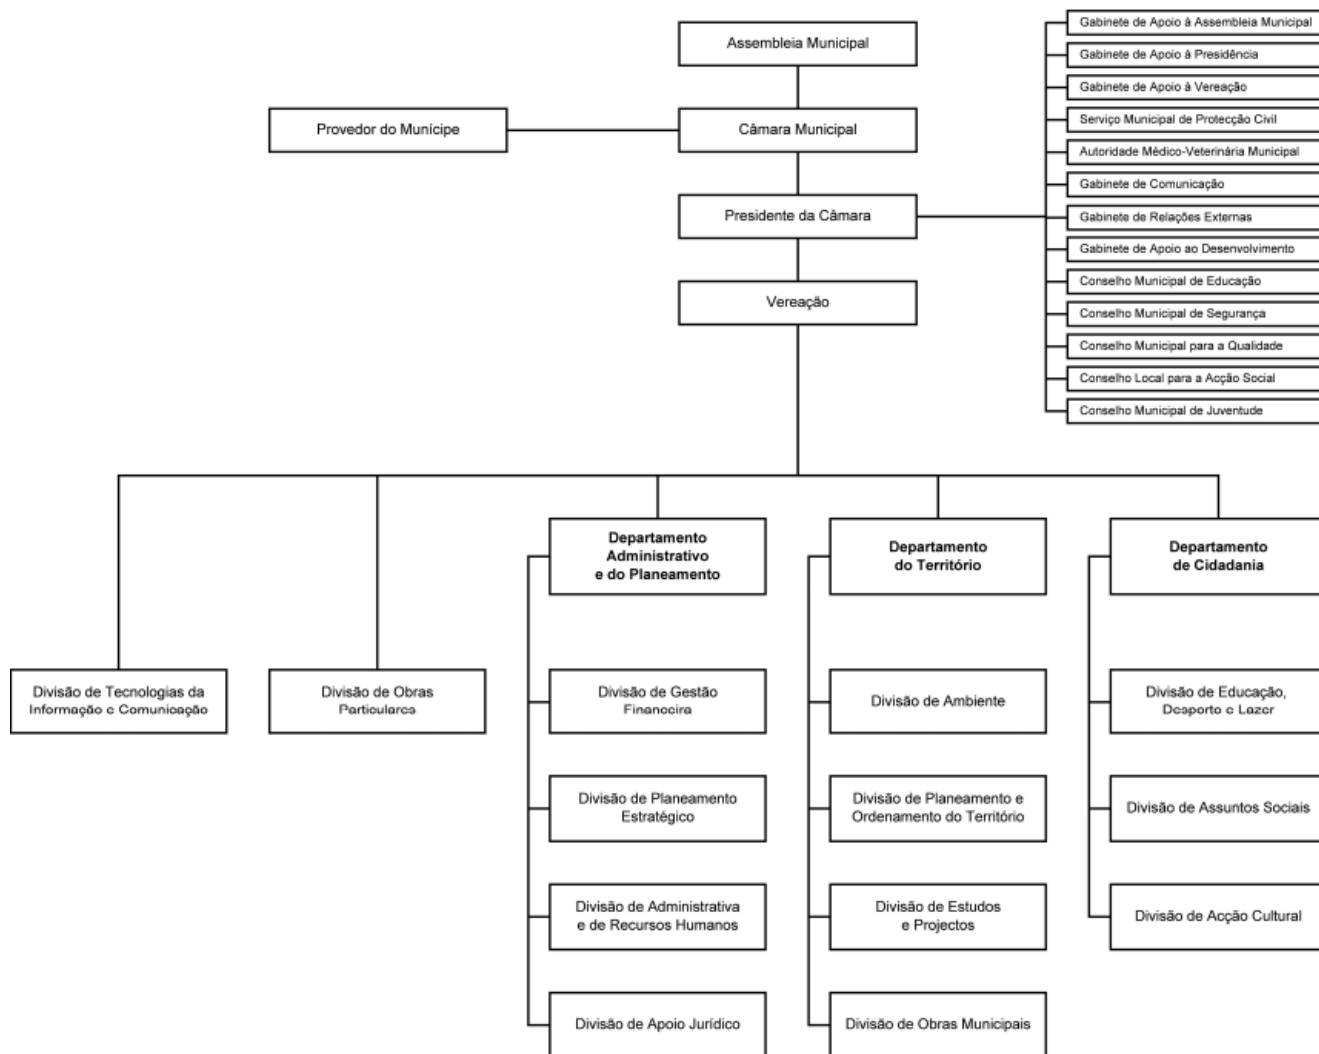 Assembleia Municipal
Provedor do Munícipe
Câmara Municipal
Presidente da Câmara
Vereação
Gabinete de Apoio à Assembleia Municipal
Gabinete de Apoio à Presidência
Gabinete de Apoio à Vereação
Serviço Municipal de Protecção Civil
Autoridade Médico-Veterinária Municipal
Gabinete de Comunicação
Gabinete de Relações Externas
Gabinete de Apoio ao Desenvolvimento
Conselho Municipal de Educação
Conselho Municipal de Segurança
Conselho Municipal para a Qualidade
Conselho Local para a Acção Social
Conselho Municipal de Juventude
Divisão de Tecnologias da
Informação e Comunicação
Divisão de Obras
Particulares
Departamento
Administrativo
e do Planeamento
Divisão de Gestão
Financeira
Divisão de Planeamento
Estratégico
Divisão de Administrativa
e de Recursos Humanos
Divisão de Apoio Jurídico
Departamento
do Território
Divisão de Ambiente
Divisão de Planeamento e
Ordenamento do Território
Divisão de Estudos
e Projectos
Divisão de Obras Municipais
Departamento
de Cidadania
Divisão de Educação,
Desporto e Lazer
Divisão de Assuntos Sociais
Divisão de Acção Cultural